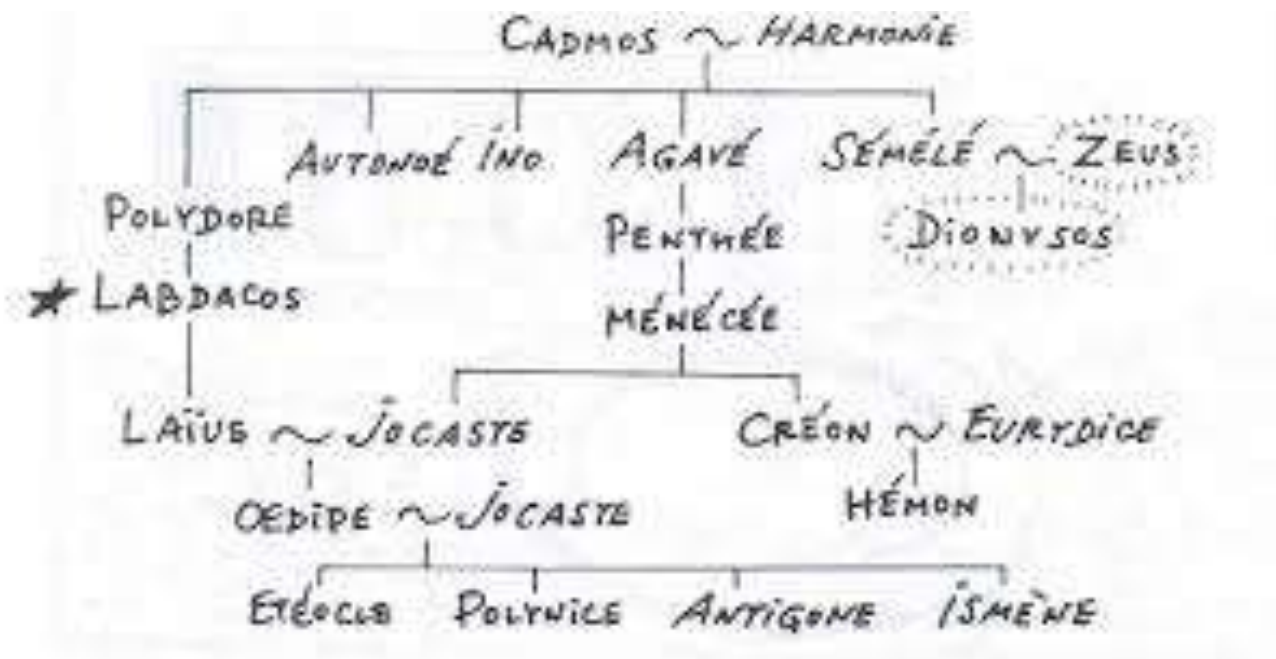 CADMOS ~ HARMONIE
AUTONOÉ INO AGAVÉ SÉMÉLÉ ~ ZEUS
POLYDORE PENTHÉE DIONYSOS
★ LABDACOS MÉNÉCÉE
LAÏUS ~ JOCASTE CRÉON ~ EURYDICE
OEDIPE ~ JOCASTE HÉMON
ETÉOCLE POLYNICE ANTIGONE ISMÈNE